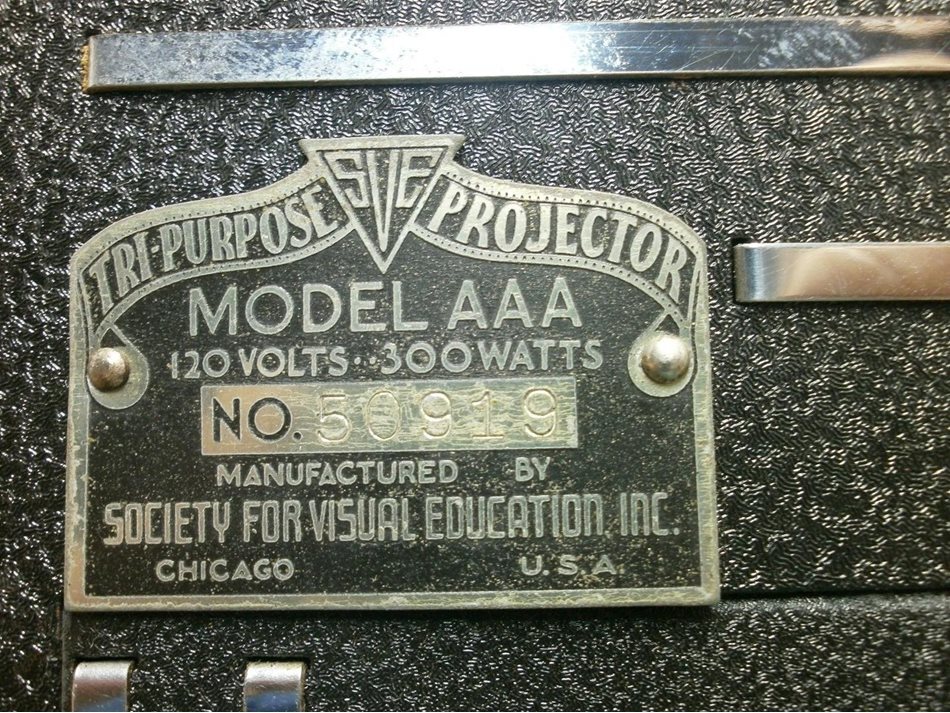 TRI-PURPOSE SVE PROJECTOR
MODEL AAA
120 VOLTS · · 300 WATTS
NO. 50919
MANUFACTURED BY
SOCIETY FOR VISUAL EDUCATION, INC.
CHICAGO U.S.A.